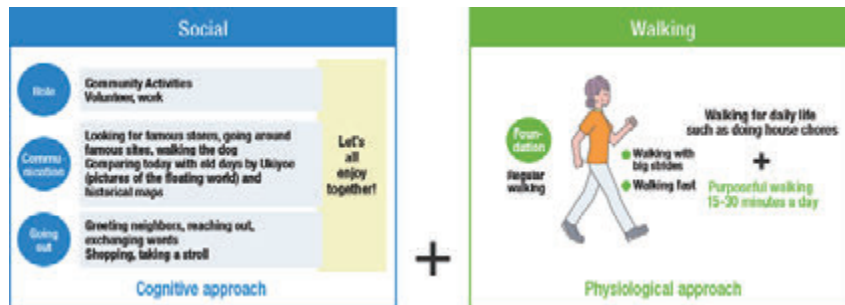 Social
Role
Community Activities
Volunteer, work
Commu-
nication
Looking for famous stores, going around
famous sites, walking the dog
Comparing today with old days by Ukiyoe
(pictures of the floating world) and
historical maps
Going
out
Greeting neighbors, reaching out,
exchanging words
Shopping, taking a stroll
Let's
all
enjoy
together!
Cognitive approach
+
Walking
Foun-
dation
Regular
walking
Walking with
big strides
Walking fast
Walking for daily life
such as doing house chores
+
Purposeful walking
15-30 minutes a day
Physiological approach